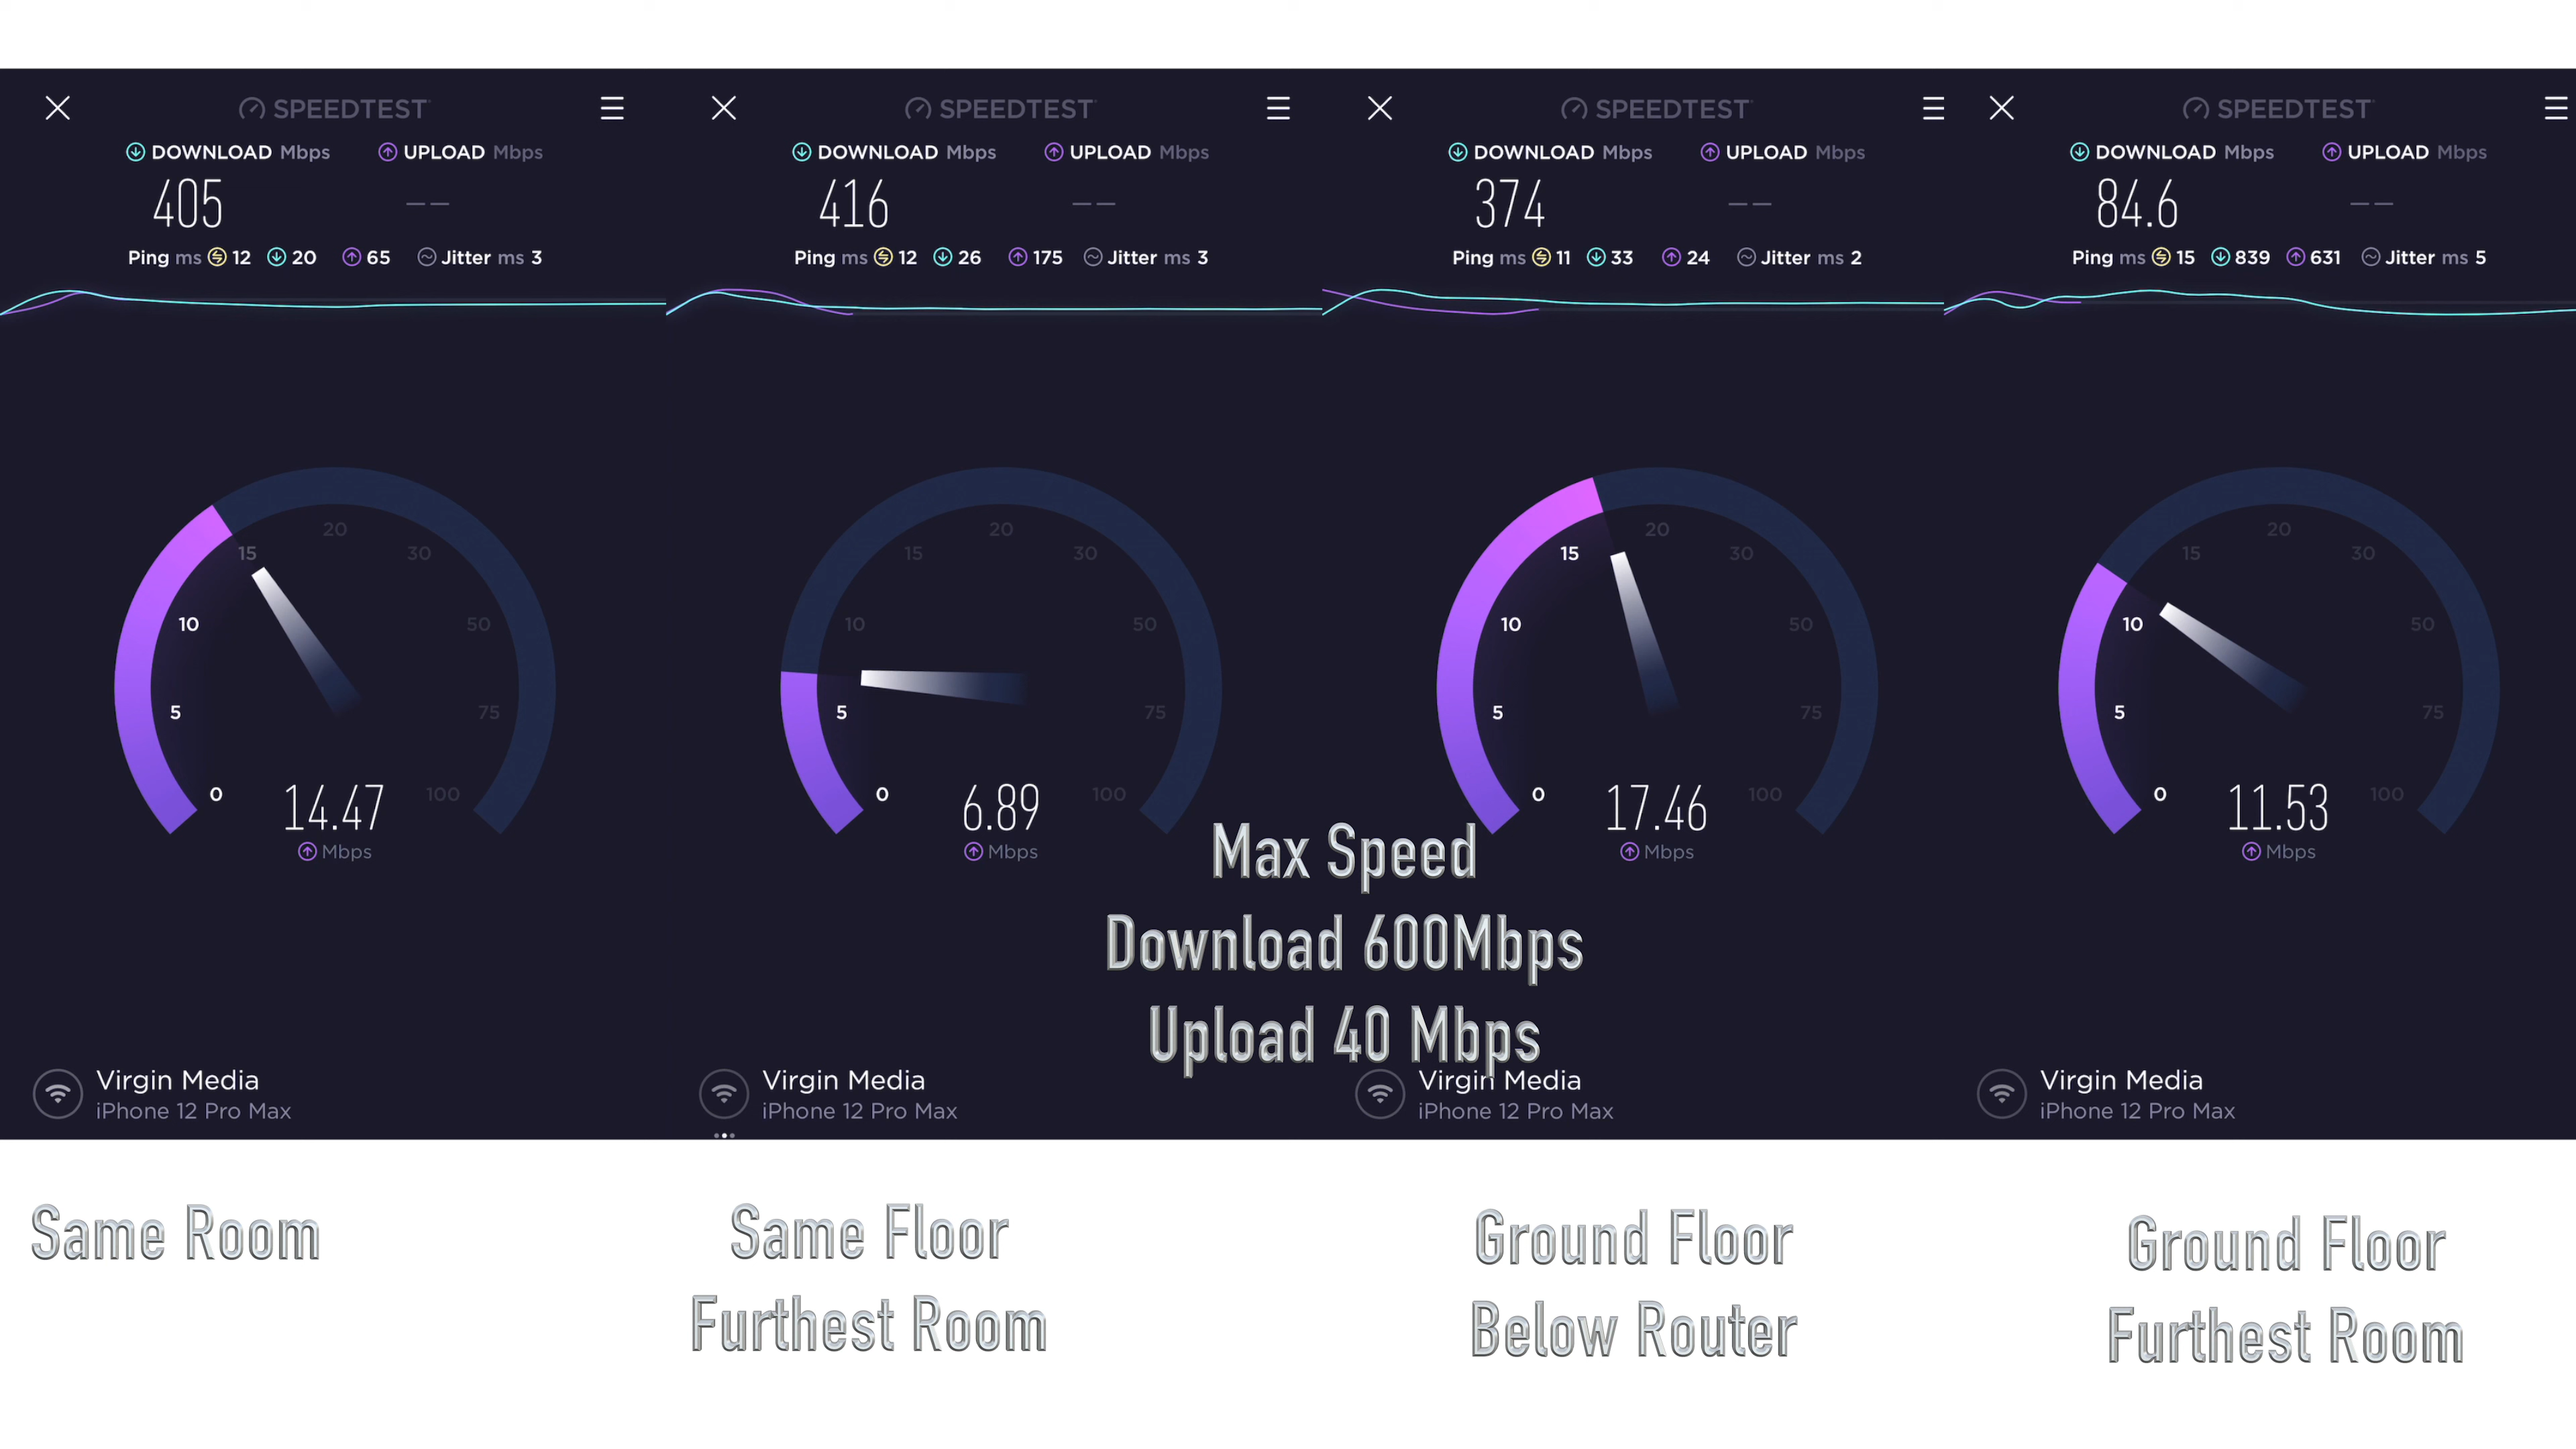 SPEEDTEST
DOWNLOAD Mbps UPLOAD Mbps
405 --
Ping ms 12 20 65 Jitter ms 3
20
15 30
10 50
5 75
0 14.47 100
Mbps
Virgin Media
iPhone 12 Pro Max
Same Room
SPEEDTEST
DOWNLOAD Mbps UPLOAD Mbps
416 --
Ping ms 12 26 175 Jitter ms 3
20
15 30
10 50
5 75
0 6.89 100
Mbps
Virgin Media
iPhone 12 Pro Max
Same Floor
Furthest Room
Max Speed
Download 600Mbps
Upload 40 Mbps
SPEEDTEST
DOWNLOAD Mbps UPLOAD Mbps
374 --
Ping ms 11 33 24 Jitter ms 2
20
15 30
10 50
5 75
0 17.46 100
Mbps
Virgin Media
iPhone 12 Pro Max
Ground Floor
Below Router
SPEEDTEST
DOWNLOAD Mbps UPLOAD Mbps
84.6 --
Ping ms 15 839 631 Jitter ms 5
20
15 30
10 50
5 75
0 11.53 100
Mbps
Virgin Media
iPhone 12 Pro Max
Ground Floor
Furthest Room